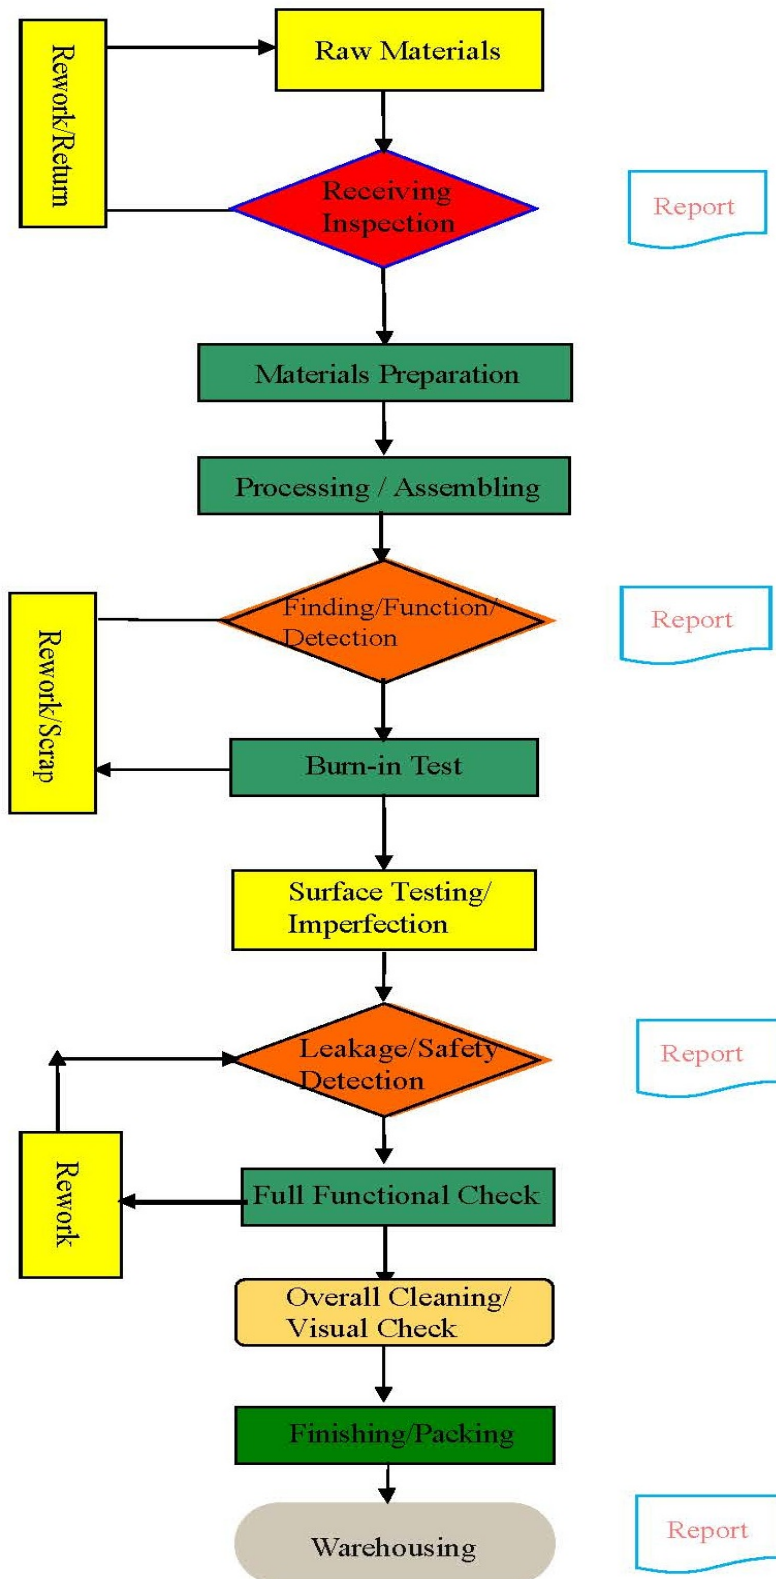 Raw Materials
Rework/Return
Receiving
Inspection
Report
Materials Preparation
Processing / Assembling
Finding/Function/
Detection
Report
Rework/Scrap
Burn-in Test
Surface Testing/
Imperfection
Leakage/Safety
Detection
Report
Rework
Full Functional Check
Overall Cleaning/
Visual Check
Finishing/Packing
Warehousing
Report